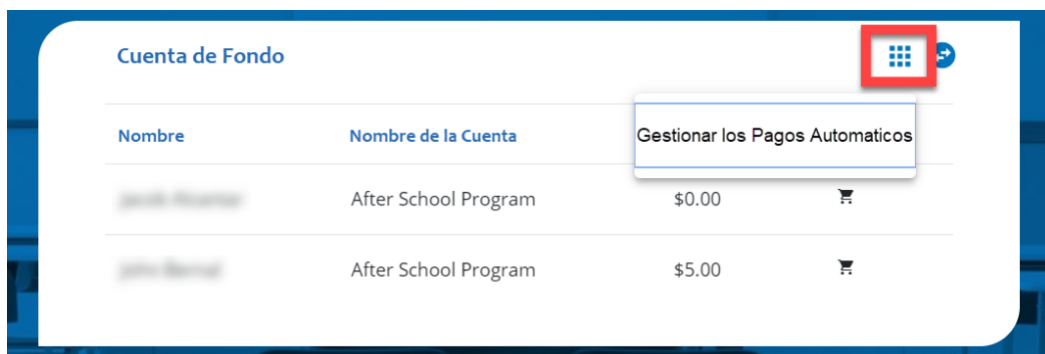 Cuenta de Fondo
Nombre
Nombre de la Cuenta
Gestionar los Pagos Automaticos
After School Program
$0.00
After School Program
$5.00